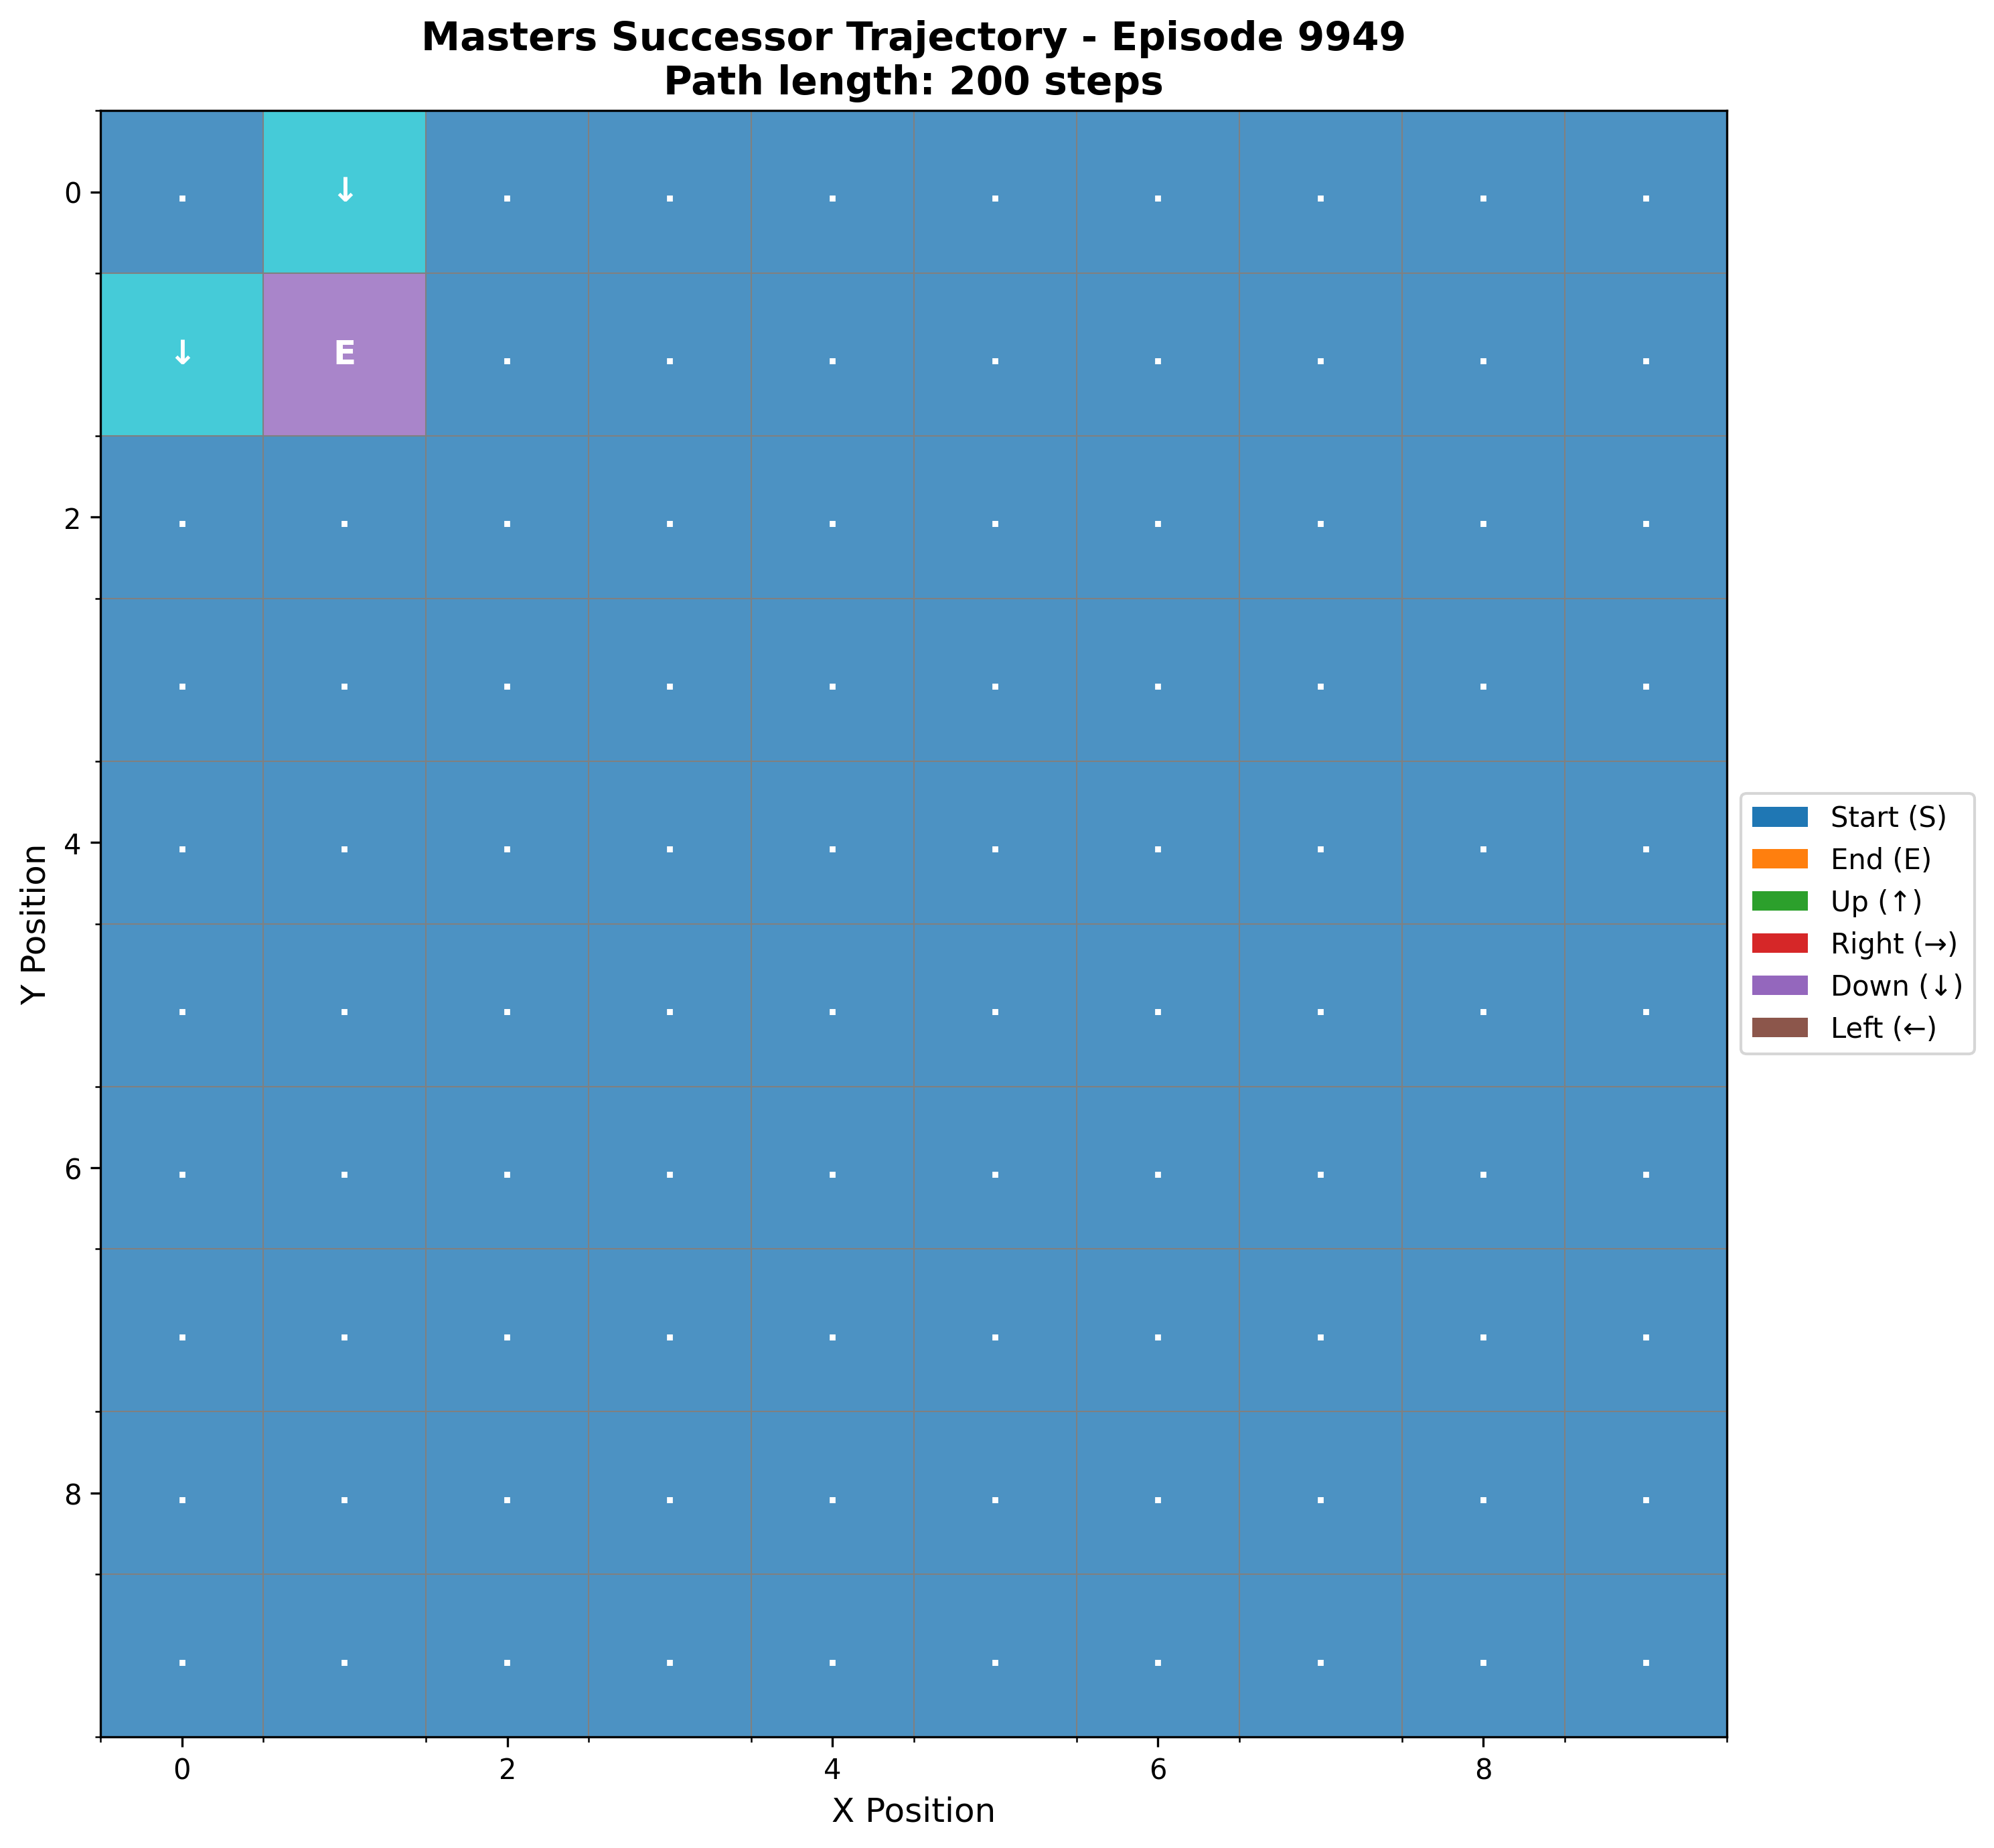 Masters Successor Trajectory - Episode 9949
Path length: 200 steps
0
. ↓ . . . . . . . .
↓ E . . . . . . . .
2
. . . . . . . . . .
. . . . . . . . . .
4
. . . . . . . . . .
. . . . . . . . . .
6
. . . . . . . . . .
. . . . . . . . . .
8
. . . . . . . . . .
. . . . . . . . . .
0 2 4 6 8
X Position
Y Position
Start (S)
End (E)
Up (↑)
Right (→)
Down (↓)
Left (←)